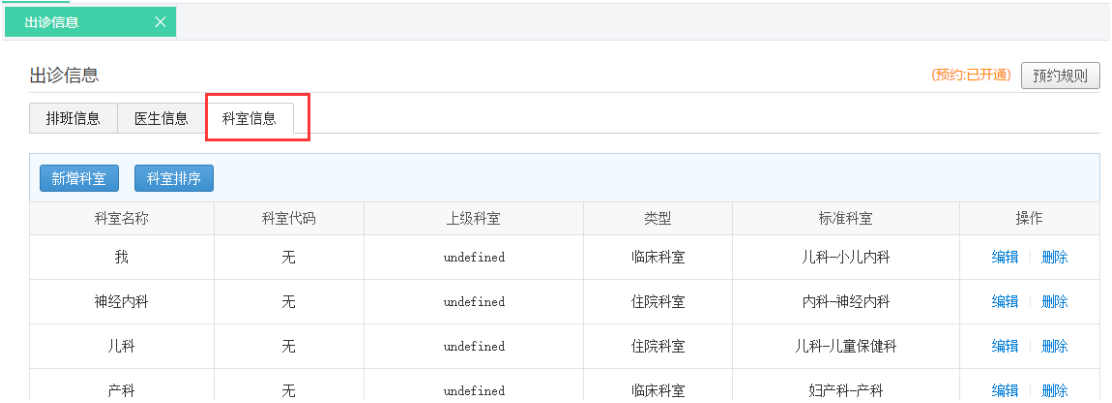 出诊信息
出诊信息 (预约:已开通) 预约规则
排班信息 医生信息 科室信息
新增科室 科室排序
科室名称 科室代码 上级科室 类型 标准科室 操作
我 无 undefined 临床科室 儿科-小儿内科 编辑 删除
神经内科 无 undefined 住院科室 内科-神经内科 编辑 删除
儿科 无 undefined 住院科室 儿科-儿童保健科 编辑 删除
产科 无 undefined 临床科室 妇产科-产科 编辑 删除